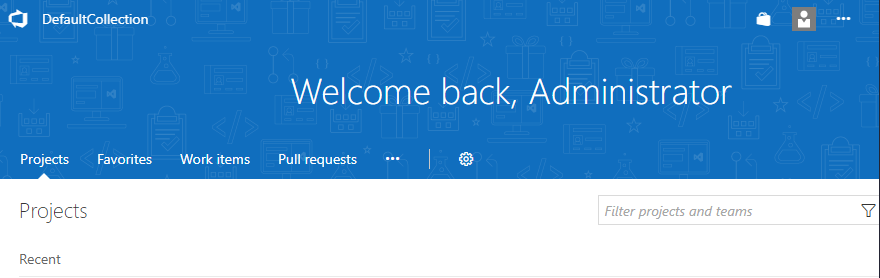 DefaultCollection
Welcome back, Administrator
Projects Favorites Work items Pull requests
Projects
Filter projects and teams
Recent